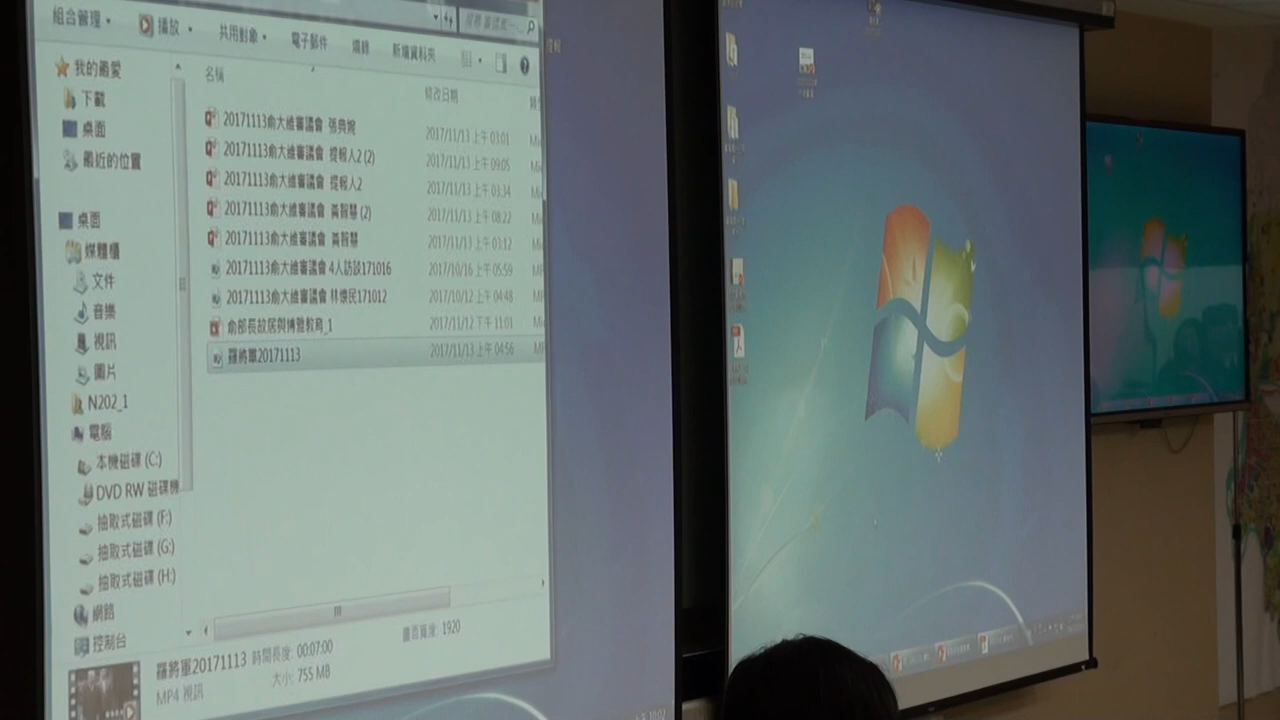 組合管理 播放 共用對象 電子郵件 燒錄 新增資料夾
我的最愛
下載
桌面
最近的位置
桌面
媒體櫃
文件
音樂
視訊
圖片
N202_1
電腦
本機磁碟 (C:)
DVD RW 磁碟機
抽取式磁碟 (F:)
抽取式磁碟 (G:)
抽取式磁碟 (H:)
網路
控制台
名稱 修改日期
20171113俞大維審議會 張典婉 2017/11/13 上午 03:01
20171113俞大維審議會 提報人2 (2) 2017/11/13 上午 09:05
20171113俞大維審議會 提報人2 2017/11/13 上午 03:34
20171113俞大維審議會 黃智慧 (2) 2017/11/13 上午 08:22
20171113俞大維審議會 黃智慧 2017/11/13 上午 03:12
20171113俞大維審議會 4人訪談171016 2017/10/16 上午 05:59
20171113俞大維審議會 林懷民171012 2017/10/12 上午 04:48
俞部長故居與博雅教育_1 2017/11/12 下午 11:01
羅將軍20171113 2017/11/13 上午 04:56
羅將軍20171113 時間長度: 00:07:00 畫面寬度: 1920
MP4 視訊 大小: 755 MB